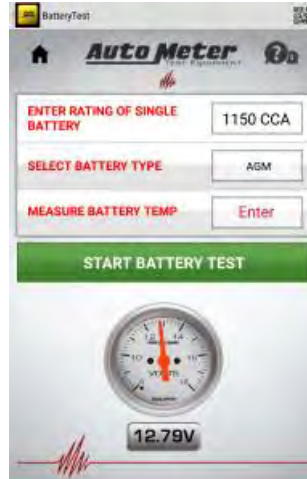 BatteryTest
Auto Meter
Test Equipment
ENTER RATING OF SINGLE
BATTERY
1150 CCA
SELECT BATTERY TYPE
AGM
MEASURE BATTERY TEMP
Enter
START BATTERY TEST
VOLTS
12.79V